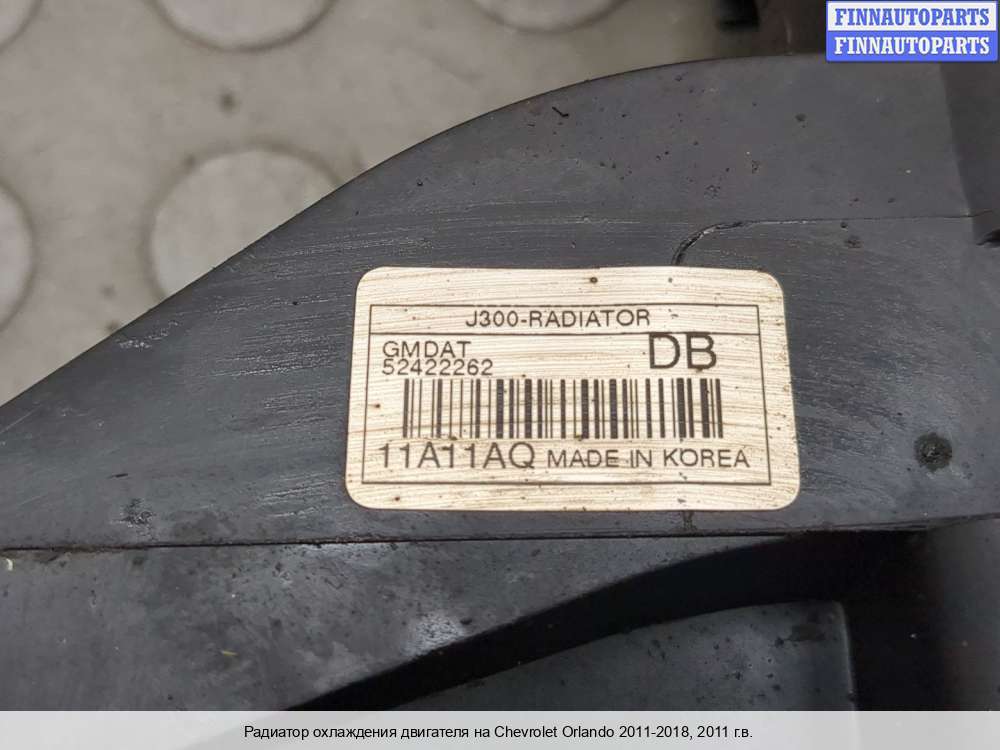 FINNAUTOPARTS
FINNAUTOPARTS
J300-RADIATOR
GMDAT DB
52422262
11A11AQ MADE IN KOREA
Радиатор охлаждения двигателя на Chevrolet Orlando 2011-2018, 2011 г.в.